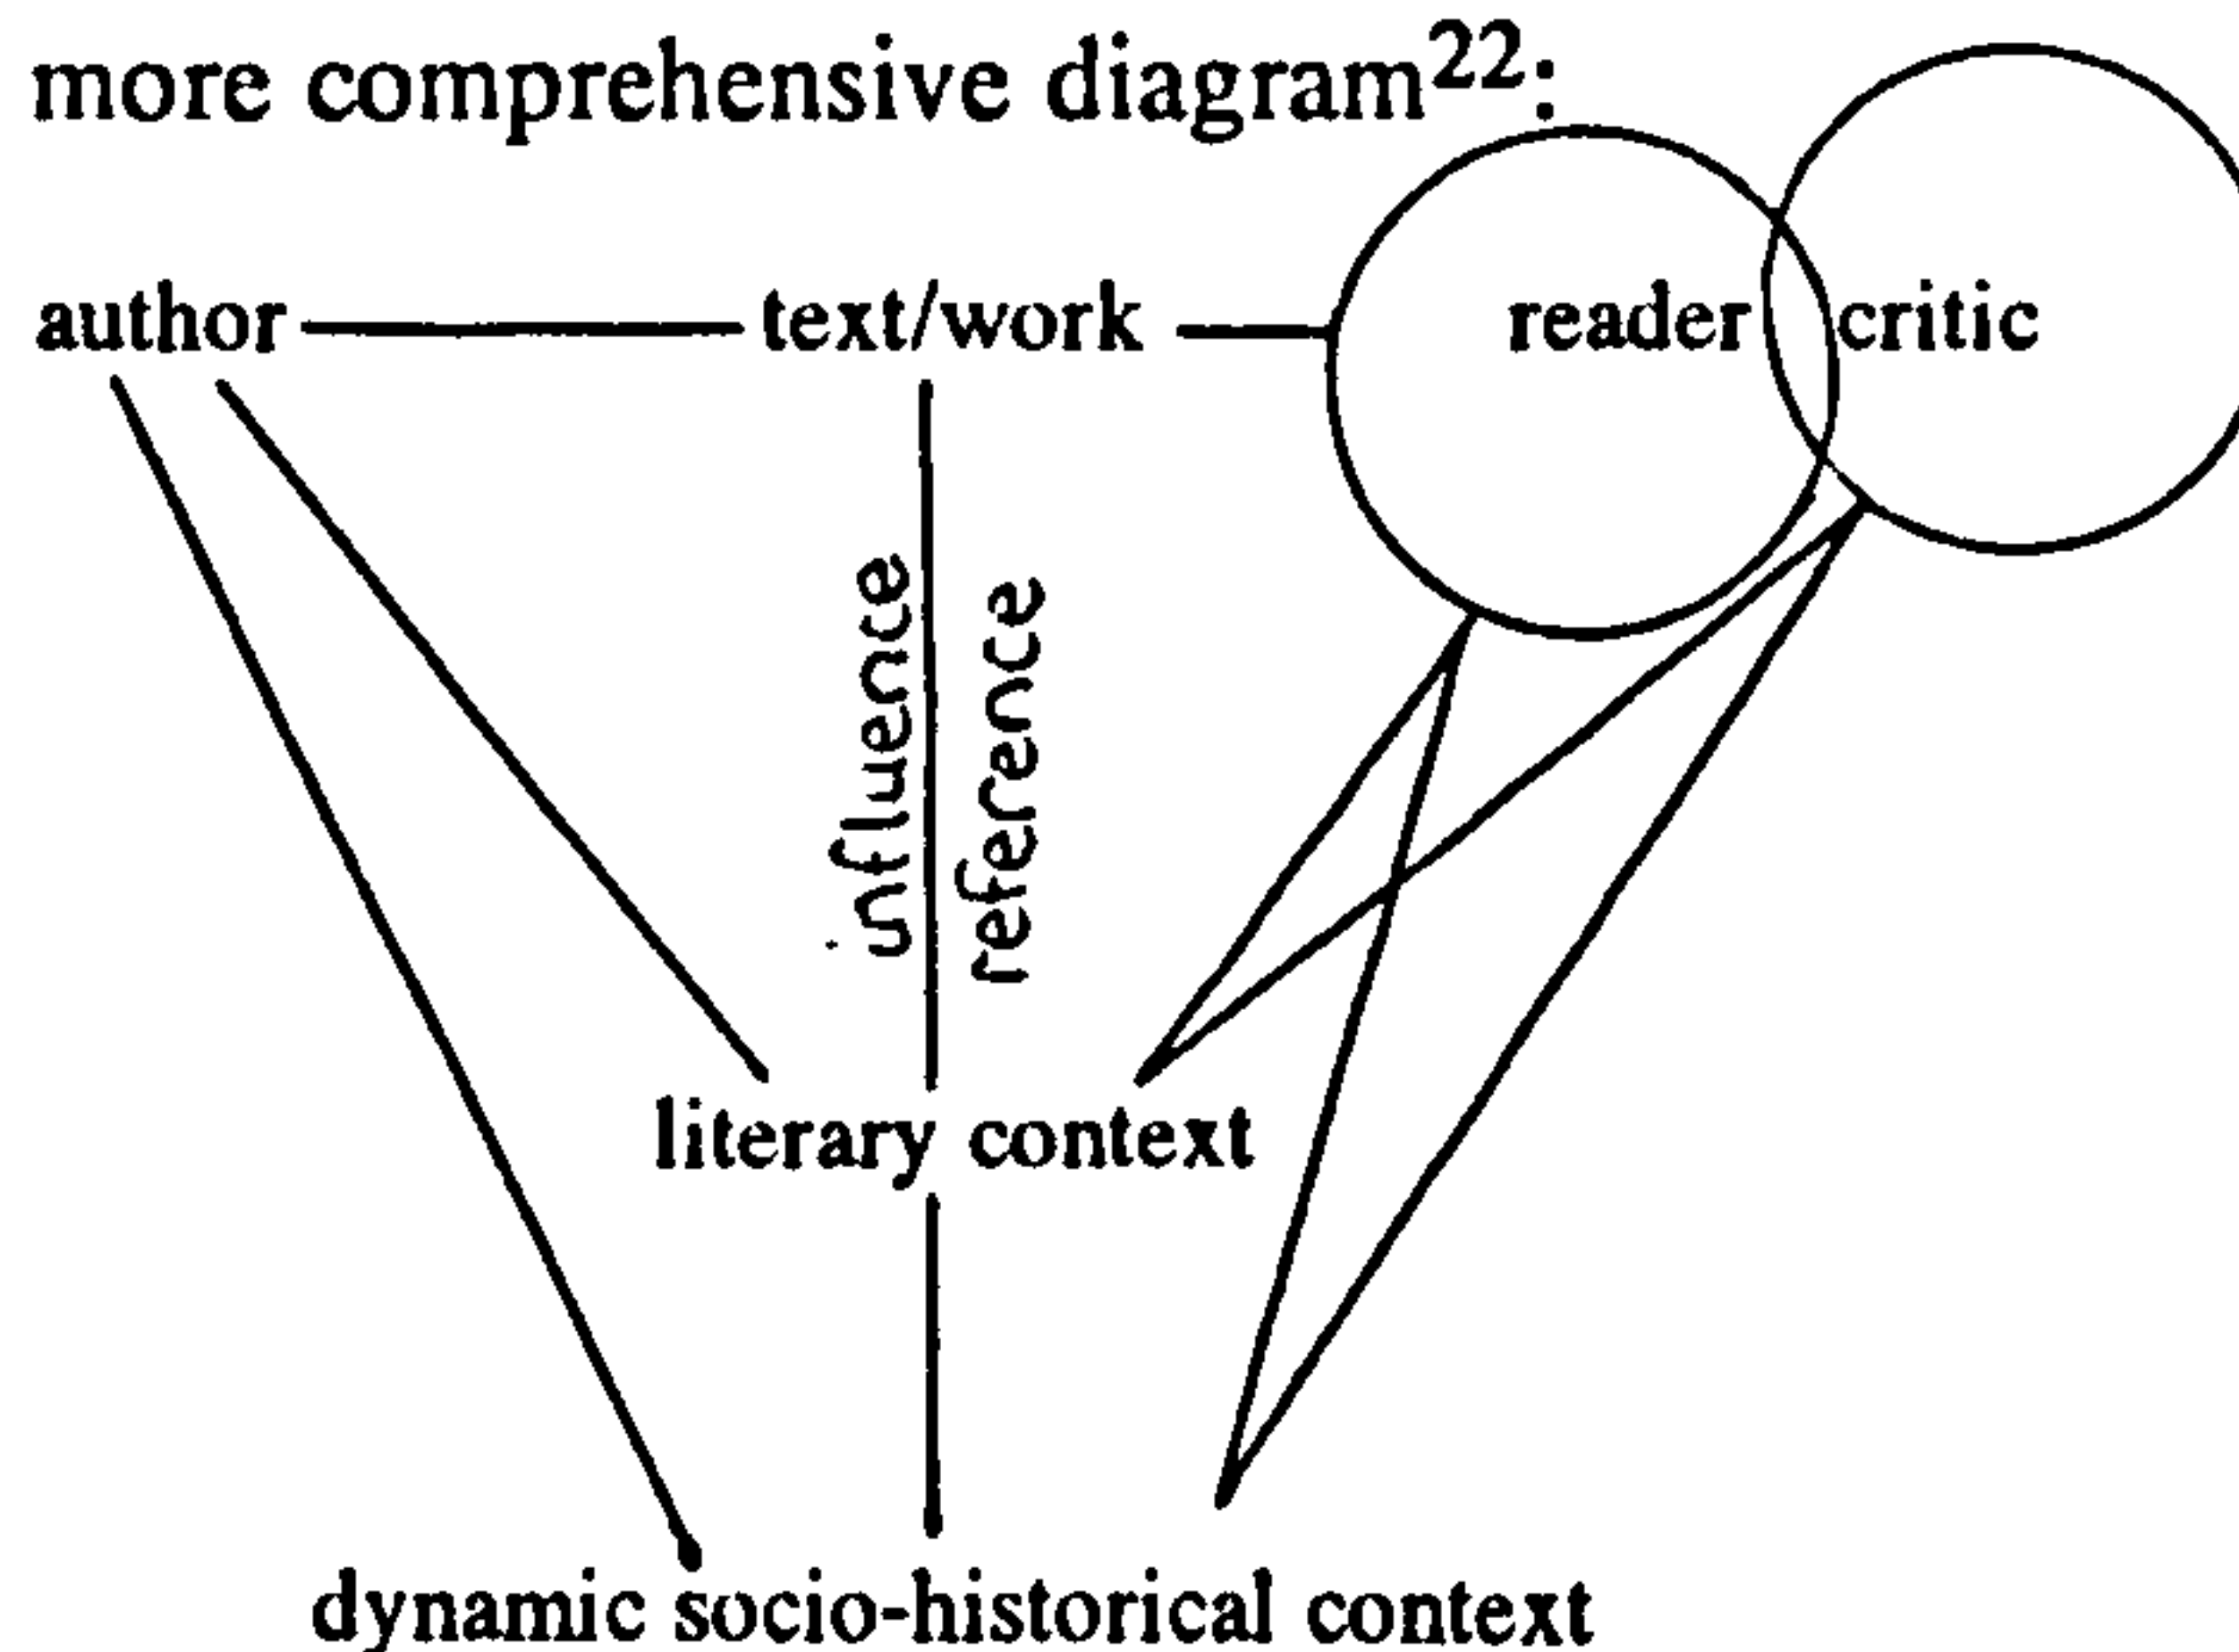 more comprehensive diagram²²:
author text/work reader critic
influence
reference
literary context
dynamic socio-historical context